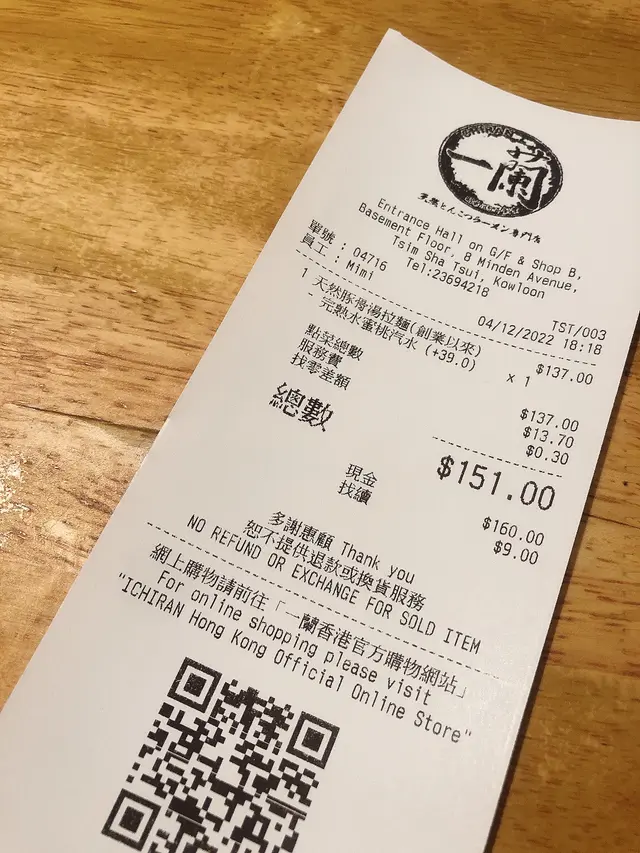 一蘭
天然とんこつラーメン専門店
Entrance Hall on G/F & Shop B,
Basement Floor, 8 Minden Avenue,
Tsim Sha Tsui, Kowloon
Tel:23694218
單號 : 04716
TST/003
員工 : Mimi
04/12/2022 18:18
1 天然豚骨湯拉麵(創業以來) $137.00
- 完熟水蜜桃汽水 (+39.0) x 1
點菜總數 $137.00
服務費 $13.70
找零差額 $0.30
總數 $151.00
現金 $160.00
找續 $9.00
多謝惠顧 Thank you
恕不提供退款或換貨服務
NO REFUND OR EXCHANGE FOR SOLD ITEM
網上購物請前往「一蘭香港官方購物網站」
For online shopping please visit
"ICHIRAN Hong Kong Official Online Store"